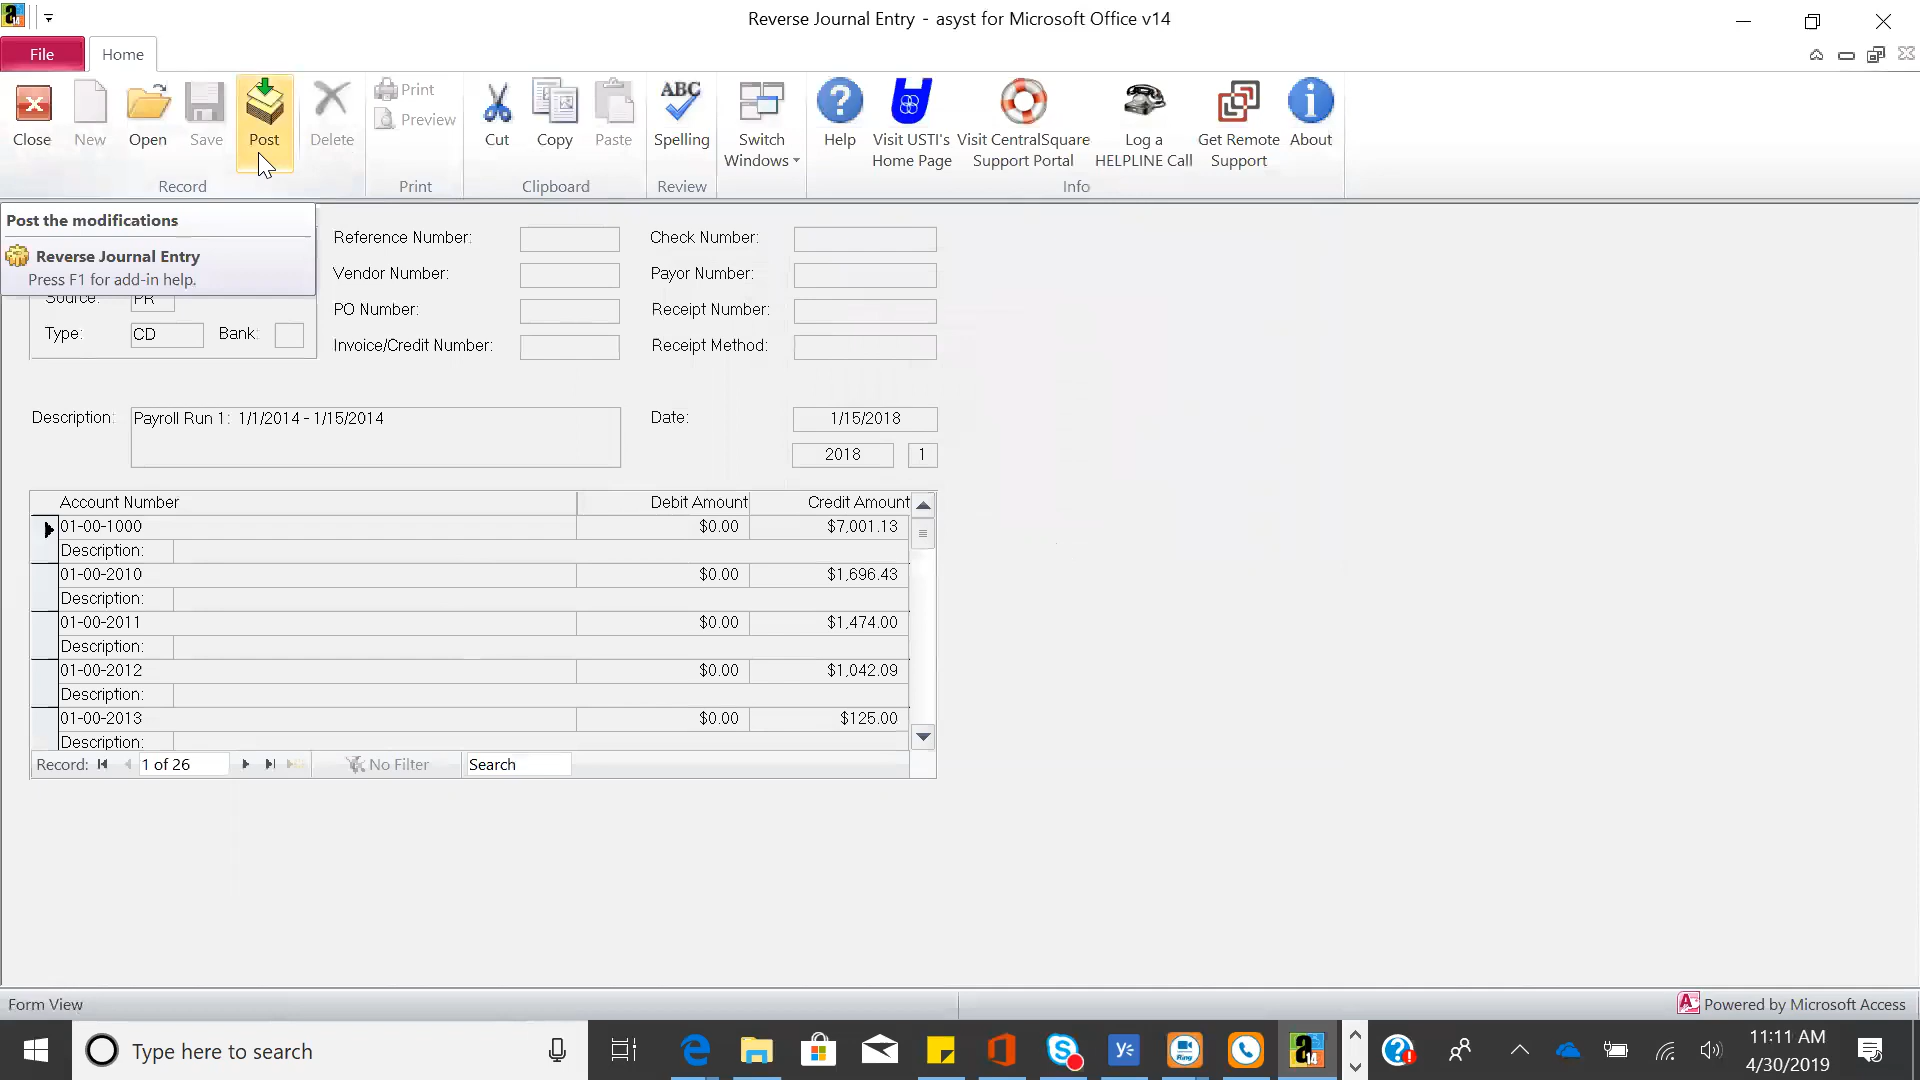 Reverse Journal Entry - asyst for Microsoft Office v14
File
Home
Close
New
Open
Save
Post
Delete
Print
Preview
Cut
Copy
Paste
ABC
Spelling
Switch Windows
Help
Visit USTI's Home Page
Visit CentralSquare Support Portal
Log a HELPLINE Call
Get Remote Support
About
Record
Print
Clipboard
Review
Info
Post the modifications
Reverse Journal Entry
Press F1 for add-in help.
Source: PR
Type: CD Bank:
Reference Number:
Vendor Number:
PO Number:
Invoice/Credit Number:
Check Number:
Payor Number:
Receipt Number:
Receipt Method:
Description: Payroll Run 1: 1/1/2014 - 1/15/2014
Date: 1/15/2018
2018 1
Account Number Debit Amount Credit Amount
01-00-1000 $0.00 $7,001.13
Description:
01-00-2010 $0.00 $1,696.43
Description:
01-00-2011 $0.00 $1,474.00
Description:
01-00-2012 $0.00 $1,042.09
Description:
01-00-2013 $0.00 $125.00
Description:
Record: 1 of 26 No Filter Search
Form View
Powered by Microsoft Access
Type here to search
11:11 AM
4/30/2019